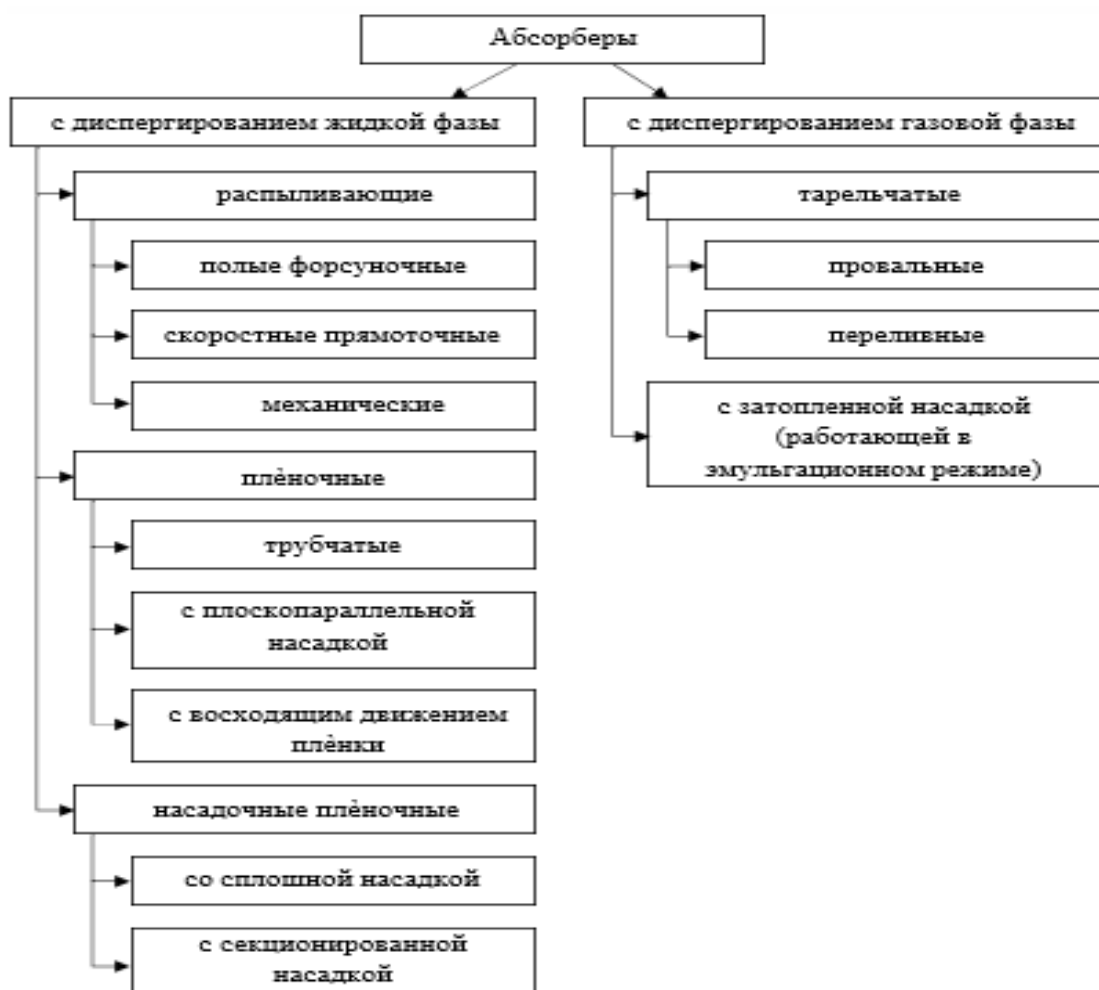 Абсорберы
с диспергированием жидкой фазы
распыливающие
полые форсуночные
скоростные прямоточные
механические
плёночные
трубчатые
с плоскопараллельной
насадкой
с восходящим движением
плёнки
насадочные плёночные
со сплошной насадкой
с секционированной
насадкой
с диспергированием газовой фазы
тарельчатые
провальные
переливные
с затопленной насадкой
(работающей в
эмульгационном режиме)